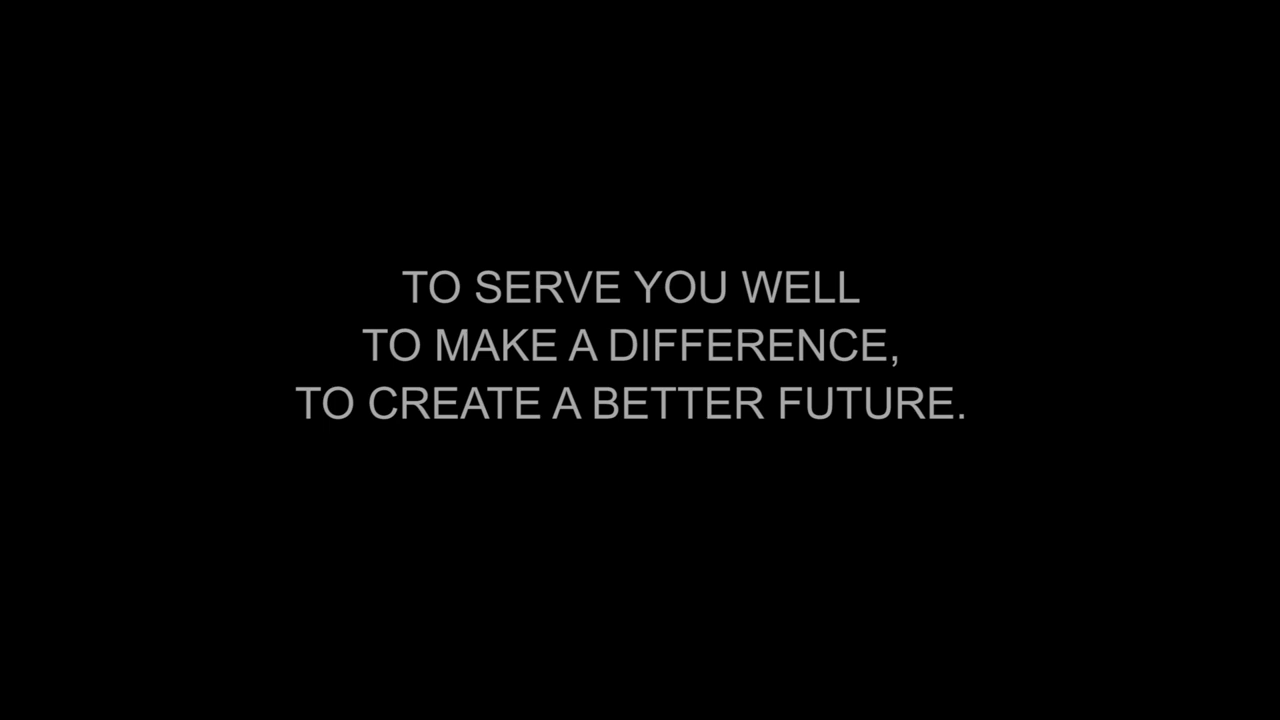 TO SERVE YOU WELL
TO MAKE A DIFFERENCE,
TO CREATE A BETTER FUTURE.